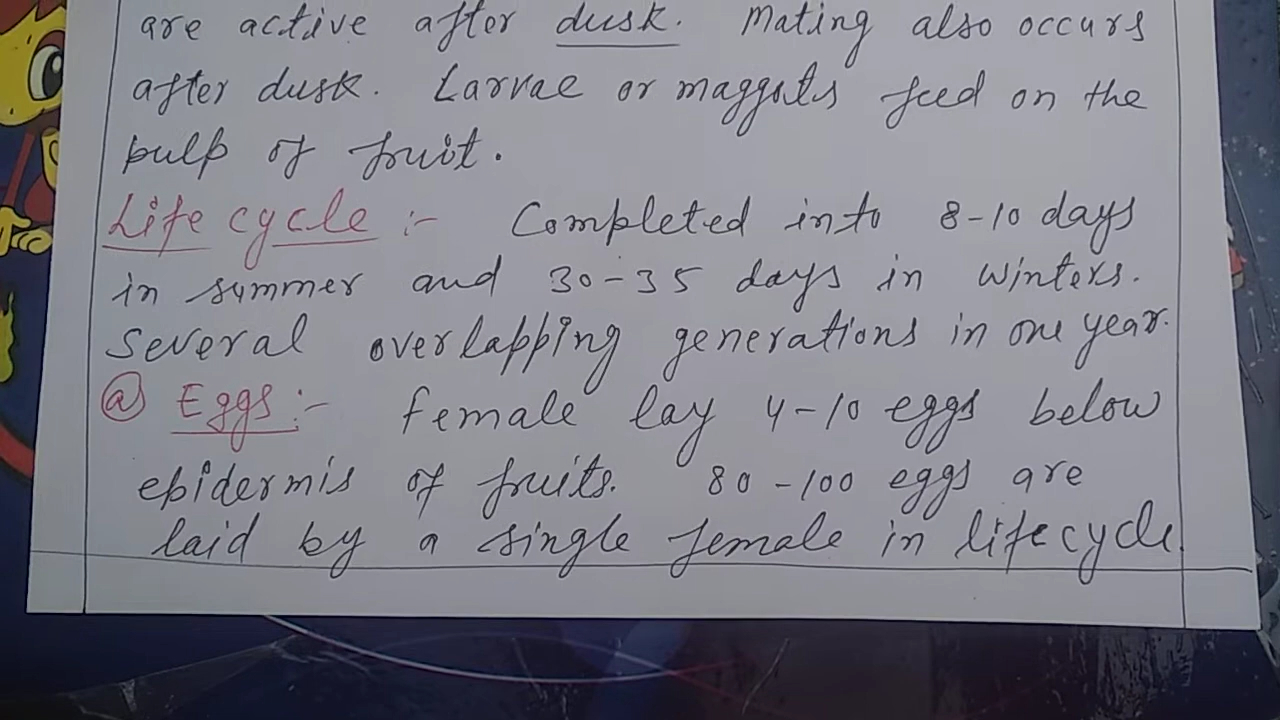 are active after dusk. Mating also occurs
after dusk. Larvae or maggots feed on the
pulp of fruit.
Life cycle :- Completed into 8-10 days
in summer and 30-35 days in winters.
Several overlapping generations in one year.
(a) Eggs :- female lay 4-10 eggs below
epidermis of fruits. 80-100 eggs are
laid by a single female in lifecycle.